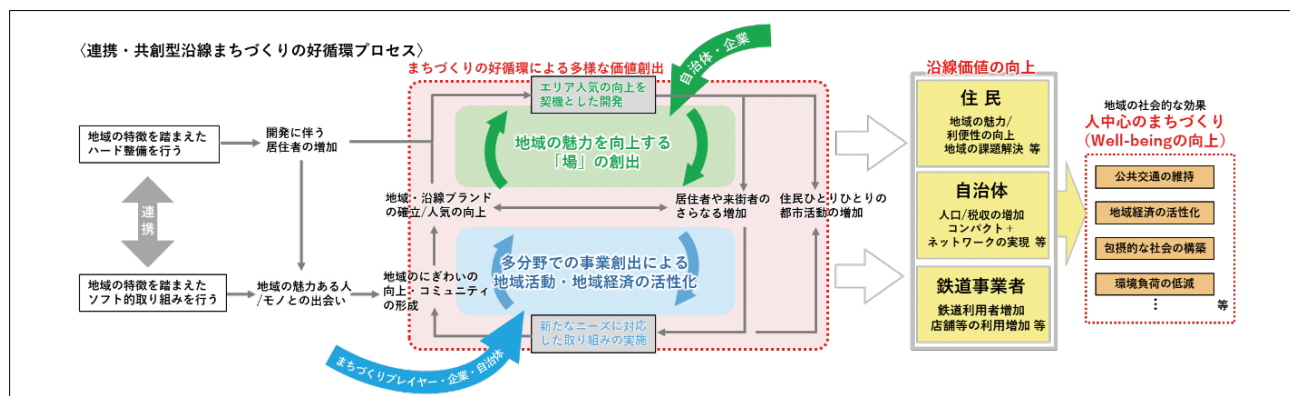 〈連携・共創型沿線まちづくりの好循環プロセス〉
地域の特徴を踏まえた
ハード整備を行う
開発に伴う
居住者の増加
連携
地域の特徴を踏まえた
ソフト的取り組みを行う
地域の魅力ある人
/モノとの出会い
まちづくりの好循環による多様な価値創出
自治体・企業
エリア人気の向上を
契機とした開発
地域の魅力を向上する
「場」の創出
地域・沿線ブランド
の確立/人気の向上
居住者や来街者の
さらなる増加
住民ひとりひとりの
都市活動の増加
地域のにぎわいの
向上・コミュニティ
の形成
多分野での事業創出による
地域活動・地域経済の活性化
新たなニーズに対応
した取り組みの実施
まちづくりプレイヤー・企業・自治体
沿線価値の向上
住民
地域の魅力/
利便性の向上
地域の課題解決 等
自治体
人口/税収の増加
コンパクト+
ネットワークの実現 等
鉄道事業者
鉄道利用者増加
店舗等の利用増加 等
地域の社会的な効果
人中心のまちづくり
(Well-beingの向上)
公共交通の維持
地域経済の活性化
包摂的な社会の構築
環境負荷の低減
… 等